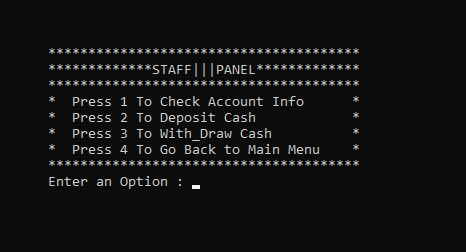 ***************************************
*************STAFF|||PANEL*************
***************************************
*  Press 1 To Check Account Info      *
*  Press 2 To Deposit Cash            *
*  Press 3 To With_Draw Cash          *
*  Press 4 To Go Back to Main Menu    *
***************************************
Enter an Option : _